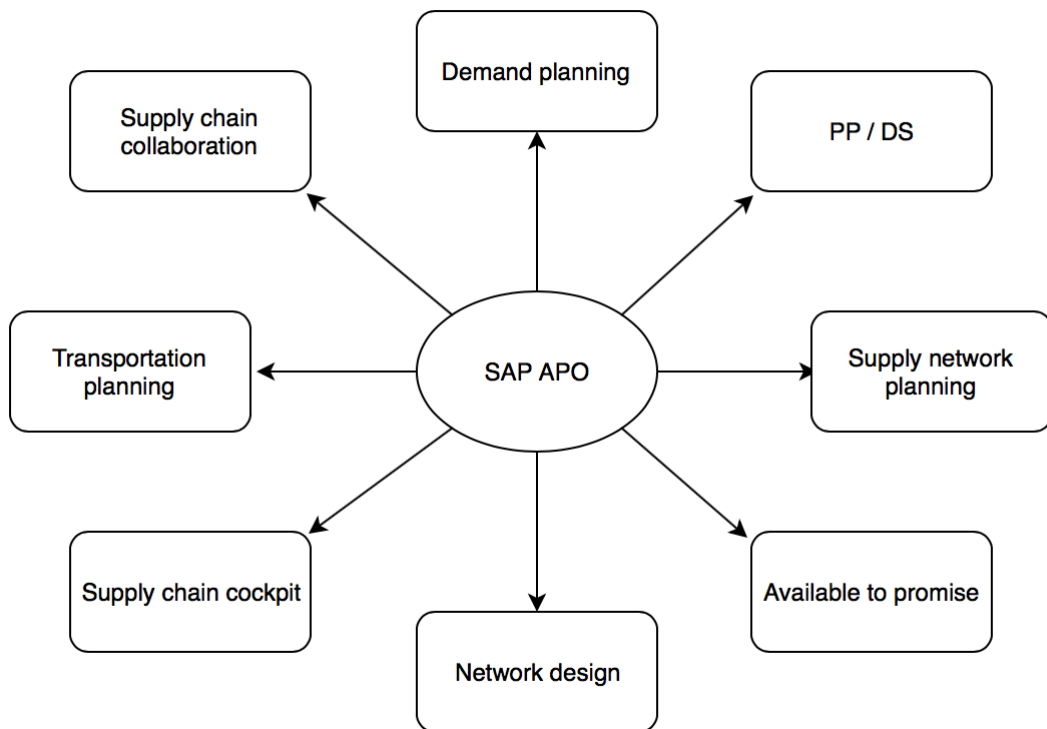 Demand planning
Supply chain
collaboration
PP / DS
Transportation
planning
SAP APO
Supply network
planning
Supply chain cockpit
Available to promise
Network design